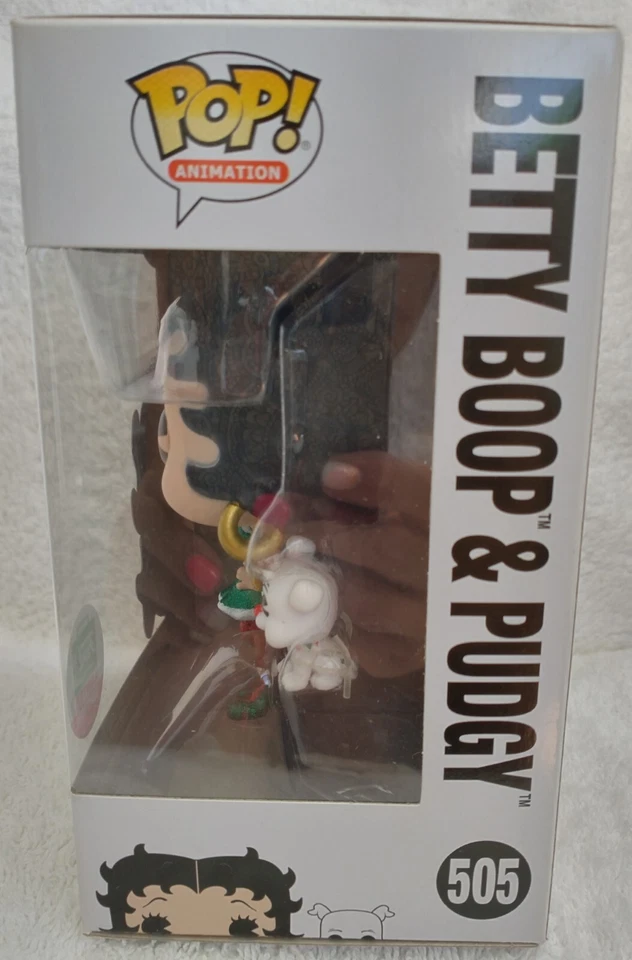 POP!
ANIMATION
BETTY BOOP™ & PUDGY™
505